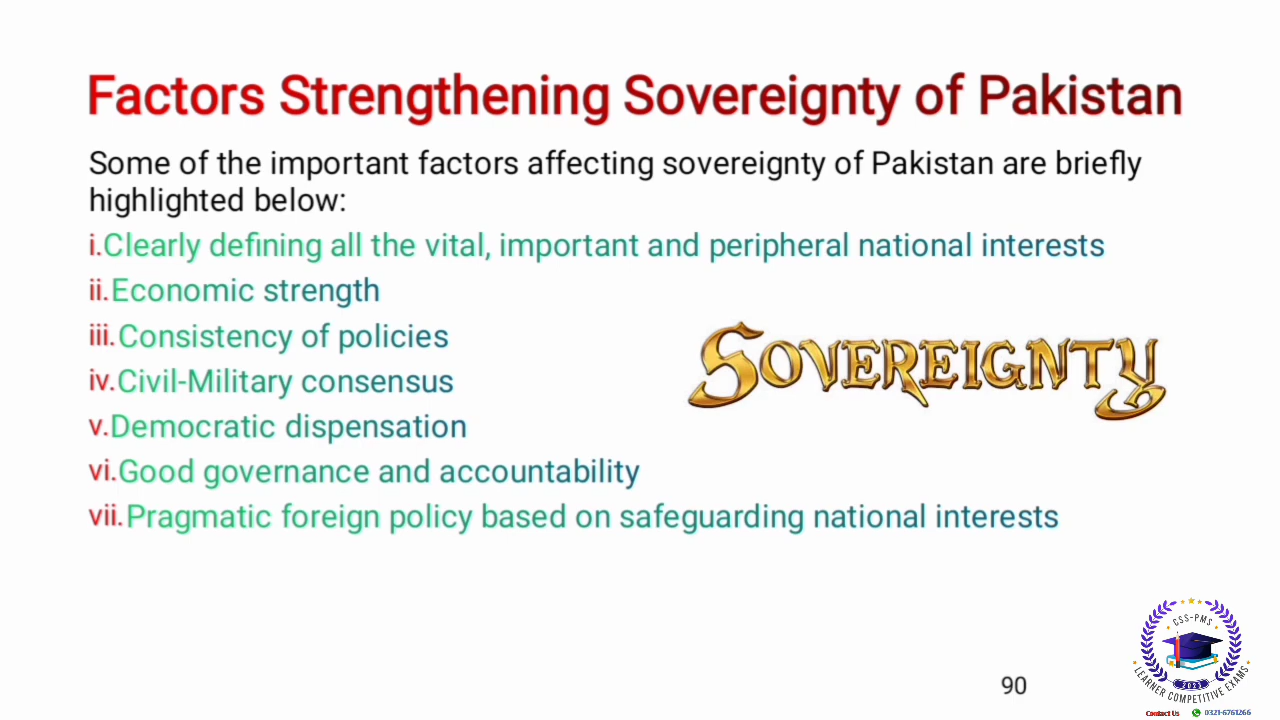 Factors Strengthening Sovereignty of Pakistan
Some of the important factors affecting sovereignty of Pakistan are briefly
highlighted below:
i.Clearly defining all the vital, important and peripheral national interests
ii.Economic strength
iii.Consistency of policies
SOVEREIGNTY
iv.Civil-Military consensus
v.Democratic dispensation
vi.Good governance and accountability
vii.Pragmatic foreign policy based on safeguarding national interests
CSS-PMS
2023
LEARNER COMPETITIVE EXAMS
90
Contact Us 0321-6761266